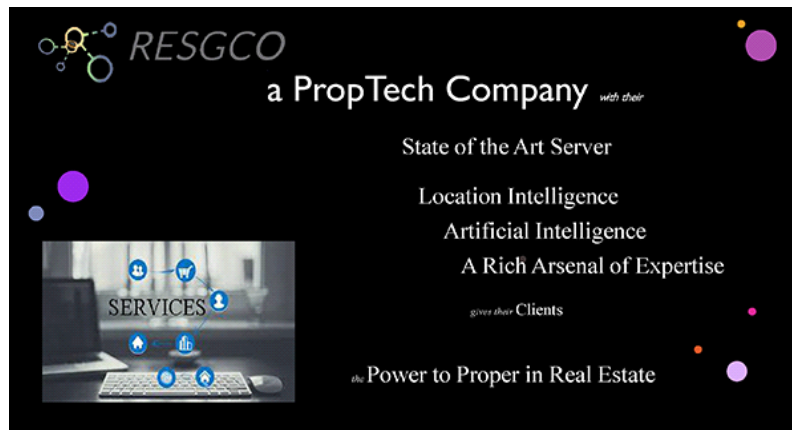 RESGCO
a PropTech Company with their
State of the Art Server
Location Intelligence
Artificial Intelligence
A Rich Arsenal of Expertise
SERVICES
gives their Clients
the Power to Proper in Real Estate